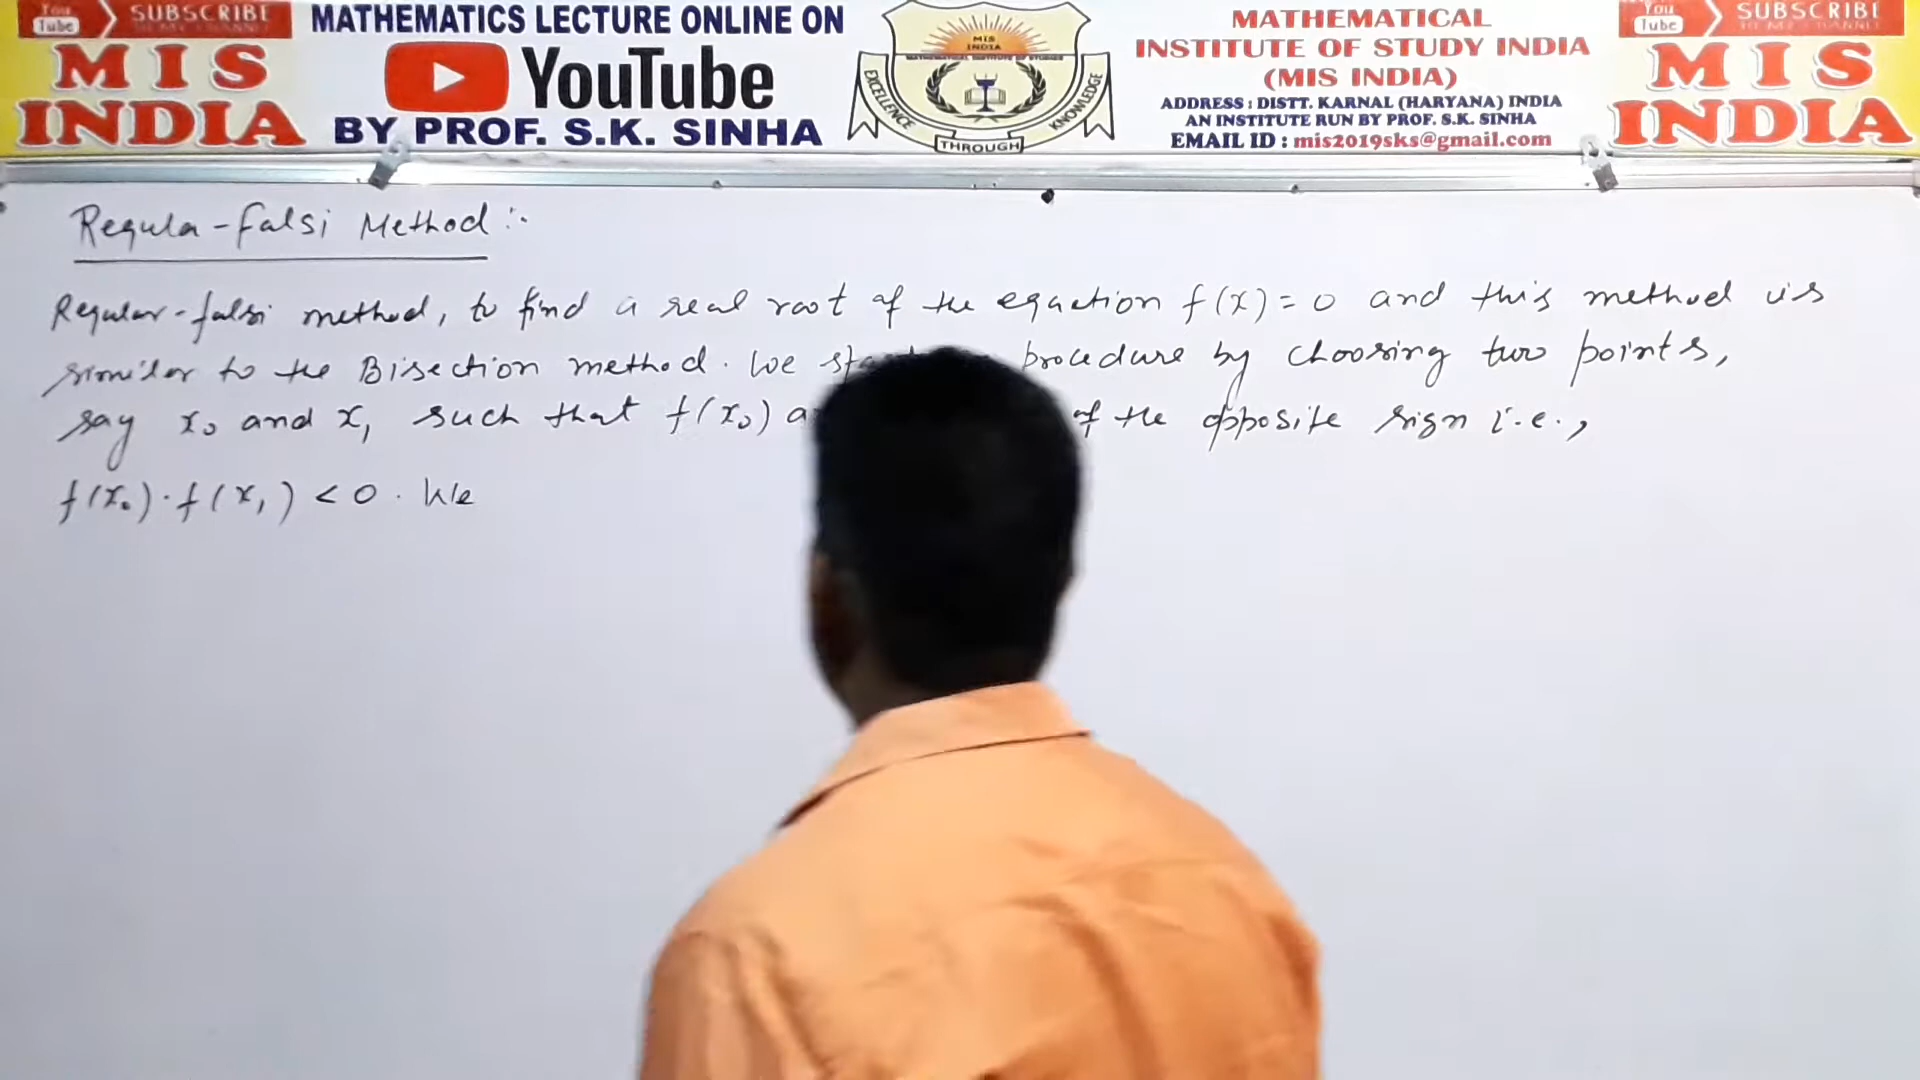 You Tube SUBSCRIBE
MIS
INDIA
MATHEMATICS LECTURE ONLINE ON
YouTube
BY PROF. S.K. SINHA
MIS
INDIA
EXCELLENCE
THROUGH
KNOWLEDGE
MATHEMATICAL
INSTITUTE OF STUDY INDIA
(MIS INDIA)
ADDRESS : DISTT. KARNAL (HARYANA) INDIA
AN INSTITUTE RUN BY PROF. S.K. SINHA
EMAIL ID : mis2019sks@gmail.com
You Tube SUBSCRIBE
MIS
INDIA
Regula-falsi Method :-
Regular-falsi method, to find a real root of the equation f(x) = 0 and this method is
similar to the Bisection method. We procedure by choosing two points,
say x₀ and x₁ such that f(x₀) of the opposite sign i.e.,
f(x₀)·f(x₁) < 0. We